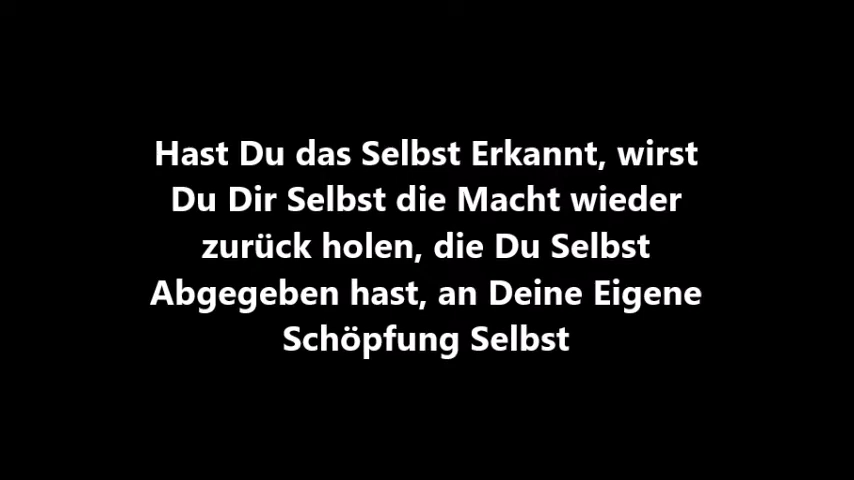 Hast Du das Selbst Erkannt, wirst
Du Dir Selbst die Macht wieder
zurück holen, die Du Selbst
Abgegeben hast, an Deine Eigene
Schöpfung Selbst